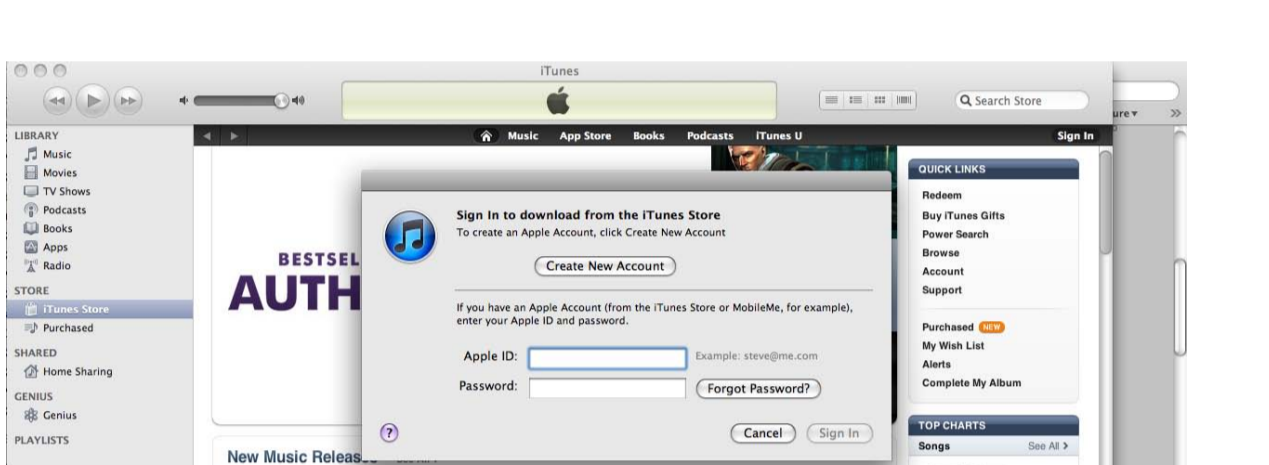 iTunes
Search Store
ure
LIBRARY
Music
Movies
TV Shows
Podcasts
Books
Apps
Radio
STORE
iTunes Store
Purchased
SHARED
Home Sharing
GENIUS
Genius
PLAYLISTS
Music App Store Books Podcasts iTunes U Sign In
BESTSEL
AUTH
New Music Releas
Sign In to download from the iTunes Store
To create an Apple Account, click Create New Account
Create New Account
If you have an Apple Account (from the iTunes Store or MobileMe, for example),
enter your Apple ID and password.
Apple ID: Example: steve@me.com
Password: Forgot Password?
? Cancel Sign In
QUICK LINKS
Redeem
Buy iTunes Gifts
Power Search
Browse
Account
Support
Purchased NEW
My Wish List
Alerts
Complete My Album
TOP CHARTS
Songs See All